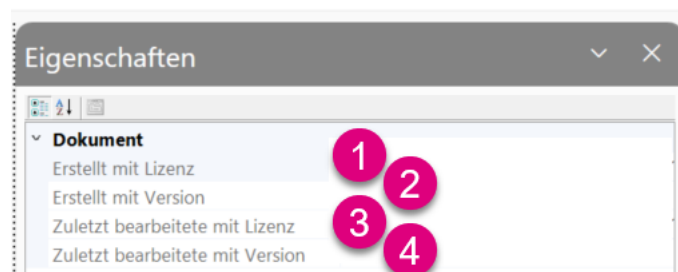 Eigenschaften
Dokument
Erstellt mit Lizenz 1
Erstellt mit Version 2
Zuletzt bearbeitete mit Lizenz 3
Zuletzt bearbeitete mit Version 4